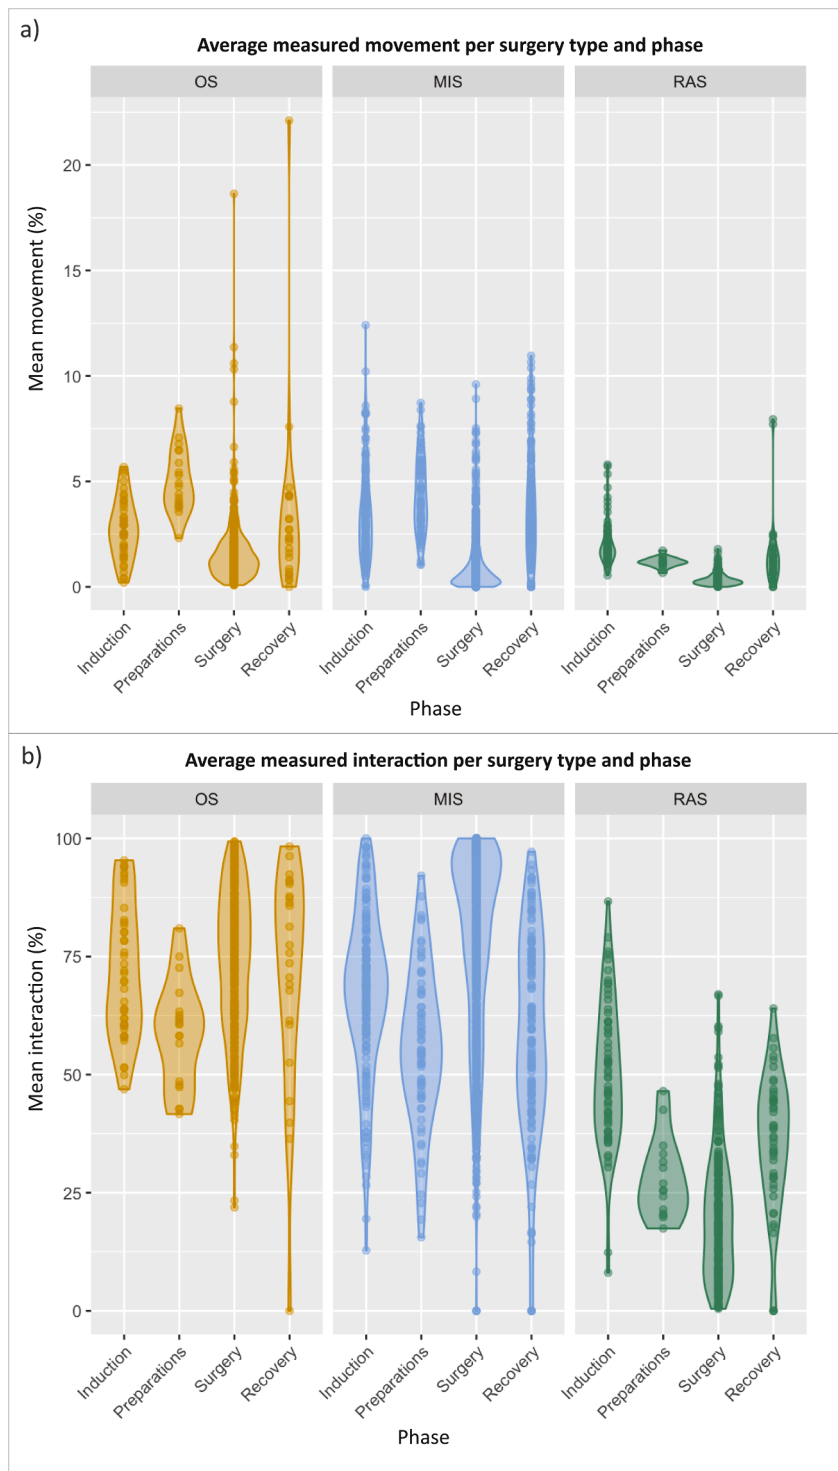 a)
Average measured movement per surgery type and phase
OS MIS RAS
Mean movement (%)
20
15
10
5
0
Induction Preparations Surgery Recovery Induction Preparations Surgery Recovery Induction Preparations Surgery Recovery
Phase
b)
Average measured interaction per surgery type and phase
OS MIS RAS
Mean interaction (%)
100
75
50
25
0
Induction Preparations Surgery Recovery Induction Preparations Surgery Recovery Induction Preparations Surgery Recovery
Phase